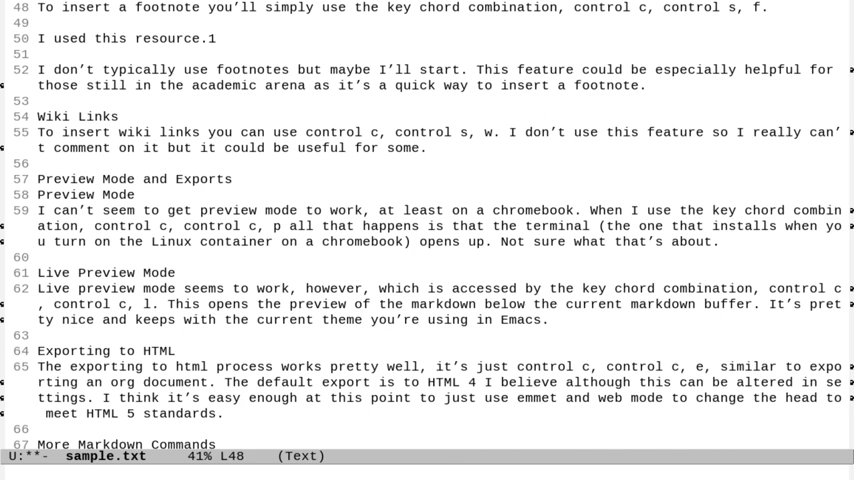 48 To insert a footnote you’ll simply use the key chord combination, control c, control s, f.
49
50 I used this resource.1
51
52 I don’t typically use footnotes but maybe I’ll start. This feature could be especially helpful for
those still in the academic arena as it’s a quick way to insert a footnote.
53
54 Wiki Links
55 To insert wiki links you can use control c, control s, w. I don’t use this feature so I really can’
t comment on it but it could be useful for some.
56
57 Preview Mode and Exports
58 Preview Mode
59 I can’t seem to get preview mode to work, at least on a chromebook. When I use the key chord combin
ation, control c, control c, p all that happens is that the terminal (the one that installs when yo
u turn on the Linux container on a chromebook) opens up. Not sure what that’s about.
60
61 Live Preview Mode
62 Live preview mode seems to work, however, which is accessed by the key chord combination, control c
, control c, l. This opens the preview of the markdown below the current markdown buffer. It’s pret
ty nice and keeps with the current theme you’re using in Emacs.
63
64 Exporting to HTML
65 The exporting to html process works pretty well, it’s just control c, control c, e, similar to expo
rting an org document. The default export is to HTML 4 I believe although this can be altered in se
ttings. I think it’s easy enough at this point to just use emmet and web mode to change the head to
meet HTML 5 standards.
66
67 More Markdown Commands
U:**- sample.txt 41% L48 (Text)